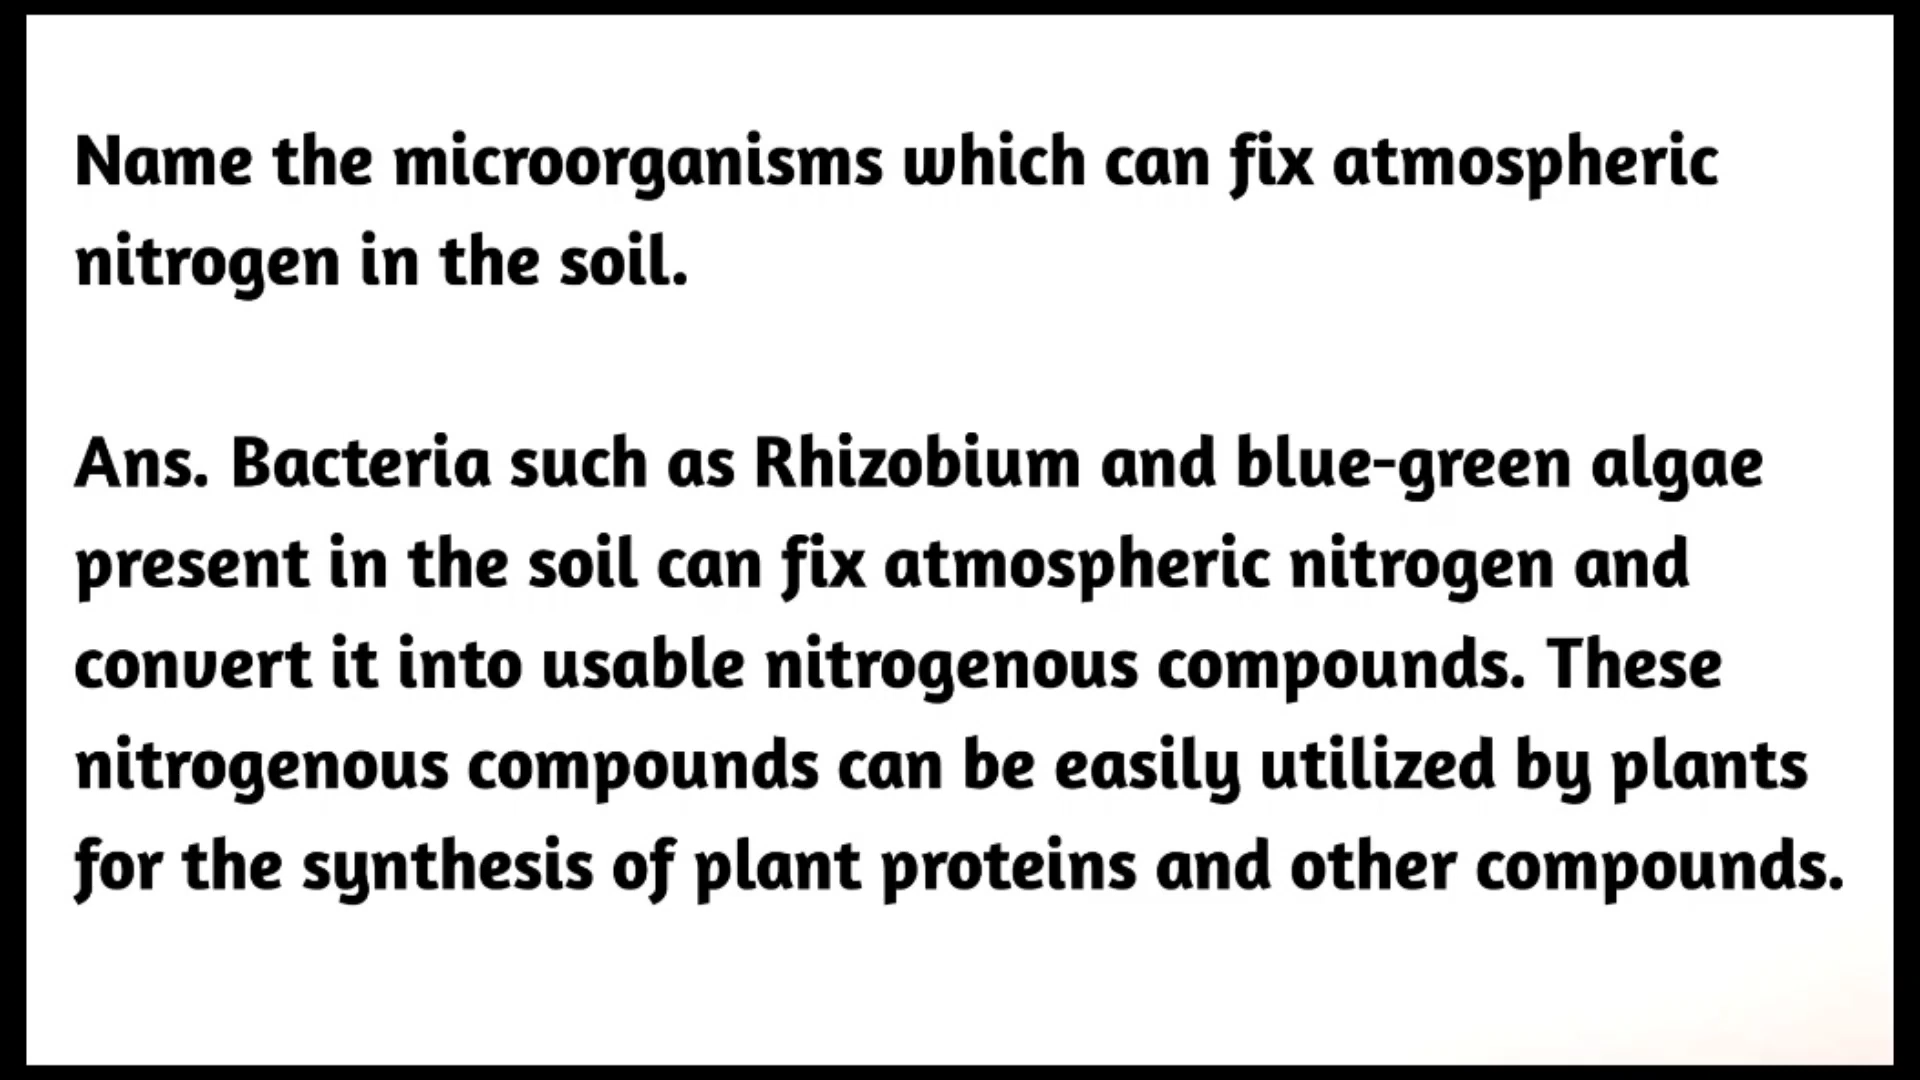 Name the microorganisms which can fix atmospheric
nitrogen in the soil.
Ans. Bacteria such as Rhizobium and blue-green algae
present in the soil can fix atmospheric nitrogen and
convert it into usable nitrogenous compounds. These
nitrogenous compounds can be easily utilized by plants
for the synthesis of plant proteins and other compounds.